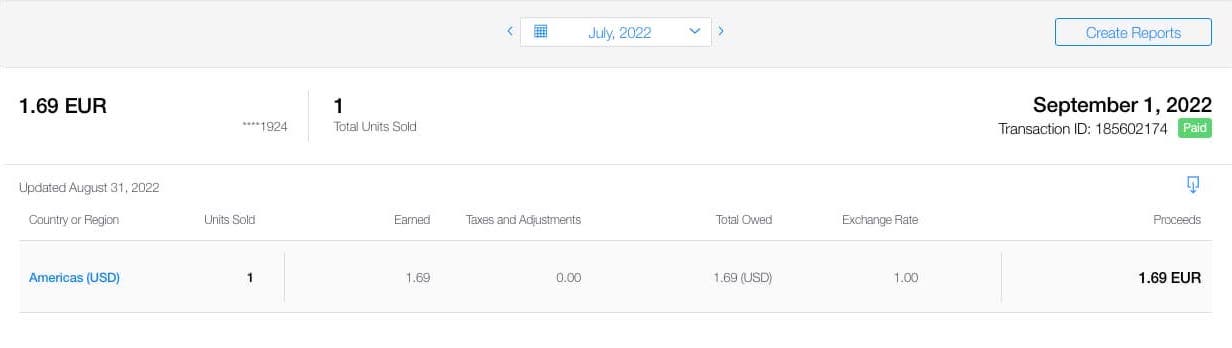 July, 2022
Create Reports
1.69 EUR
****1924
1
Total Units Sold
September 1, 2022
Transaction ID: 185602174 Paid
Updated August 31, 2022
Country or Region Units Sold Earned Taxes and Adjustments Total Owed Exchange Rate Proceeds
Americas (USD) 1 1.69 0.00 1.69 (USD) 1.00 1.69 EUR